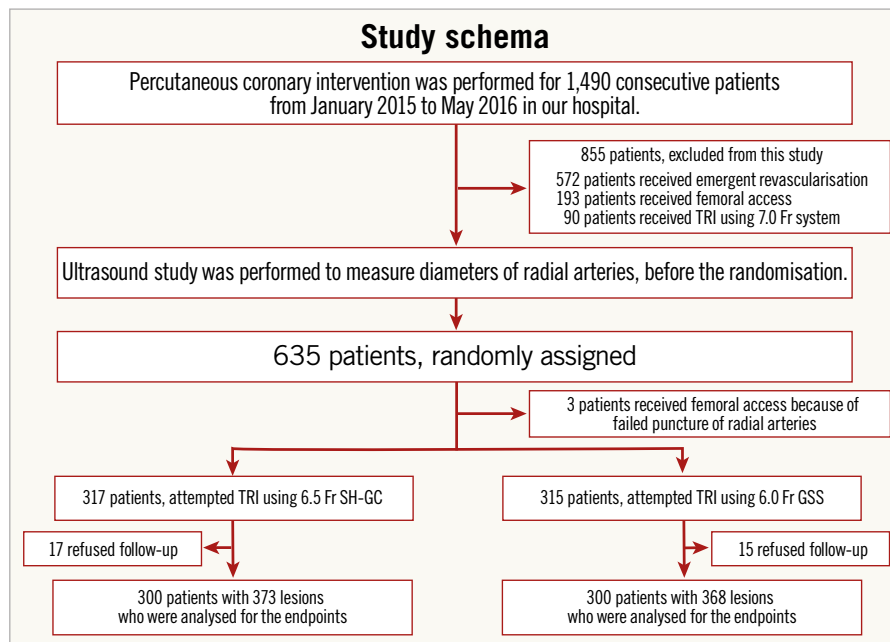 Study schema
Percutaneous coronary intervention was performed for 1,490 consecutive patients
from January 2015 to May 2016 in our hospital.
855 patients, excluded from this study
572 patients received emergent revascularisation
193 patients received femoral access
90 patients received TRI using 7.0 Fr system
Ultrasound study was performed to measure diameters of radial arteries, before the randomisation.
635 patients, randomly assigned
3 patients received femoral access because of
failed puncture of radial arteries
317 patients, attempted TRI using 6.5 Fr SH-GC
315 patients, attempted TRI using 6.0 Fr GSS
17 refused follow-up
15 refused follow-up
300 patients with 373 lesions
who were analysed for the endpoints
300 patients with 368 lesions
who were analysed for the endpoints